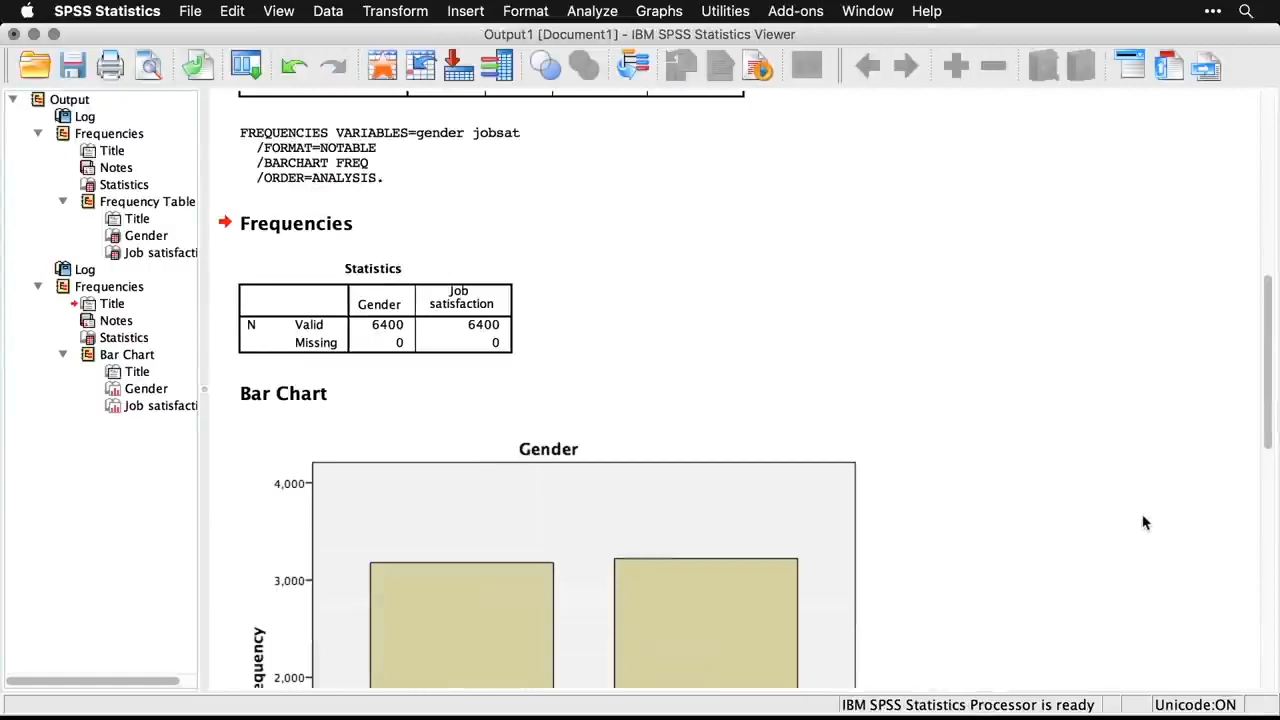 SPSS Statistics File Edit View Data Transform Insert Format Analyze Graphs Utilities Add-ons Window Help
Output1 [Document1] - IBM SPSS Statistics Viewer
Output
Log
Frequencies
Title
Notes
Statistics
Frequency Table
Title
Gender
Job satisfacti
Log
Frequencies
Title
Notes
Statistics
Bar Chart
Title
Gender
Job satisfacti
FREQUENCIES VARIABLES=gender jobsat
/FORMAT=NOTABLE
/BARCHART FREQ
/ORDER=ANALYSIS.
Frequencies
Statistics
Gender Job satisfaction
N Valid 6400 6400
Missing 0 0
Bar Chart
Gender
4,000
3,000
2,000
equency
IBM SPSS Statistics Processor is ready Unicode:ON